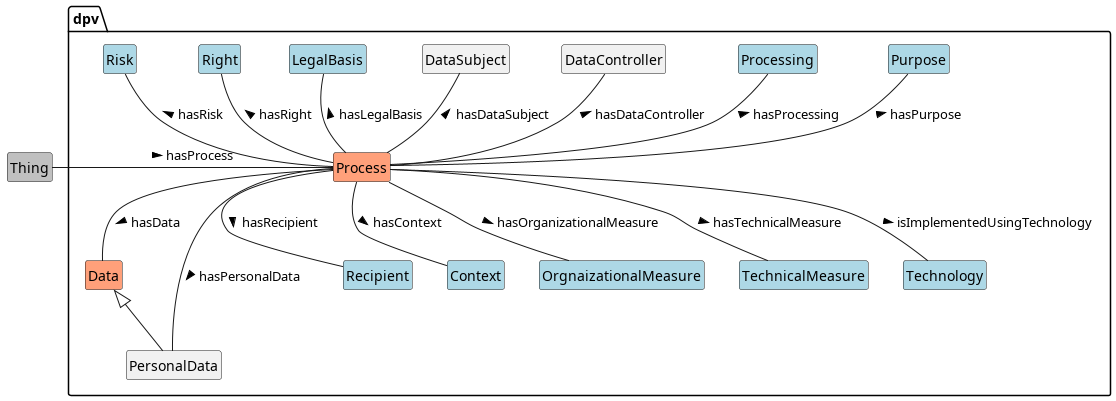 dpv
Risk
Right
LegalBasis
DataSubject
DataController
Processing
Purpose
hasRisk
hasRight
hasLegalBasis
hasDataSubject
hasDataController
hasProcessing
hasPurpose
hasProcess
Thing
Process
hasData
hasRecipient
hasContext
hasOrganizationalMeasure
hasTechnicalMeasure
isImplementedUsingTechnology
hasPersonalData
Data
Recipient
Context
OrgnaizationalMeasure
TechnicalMeasure
Technology
PersonalData